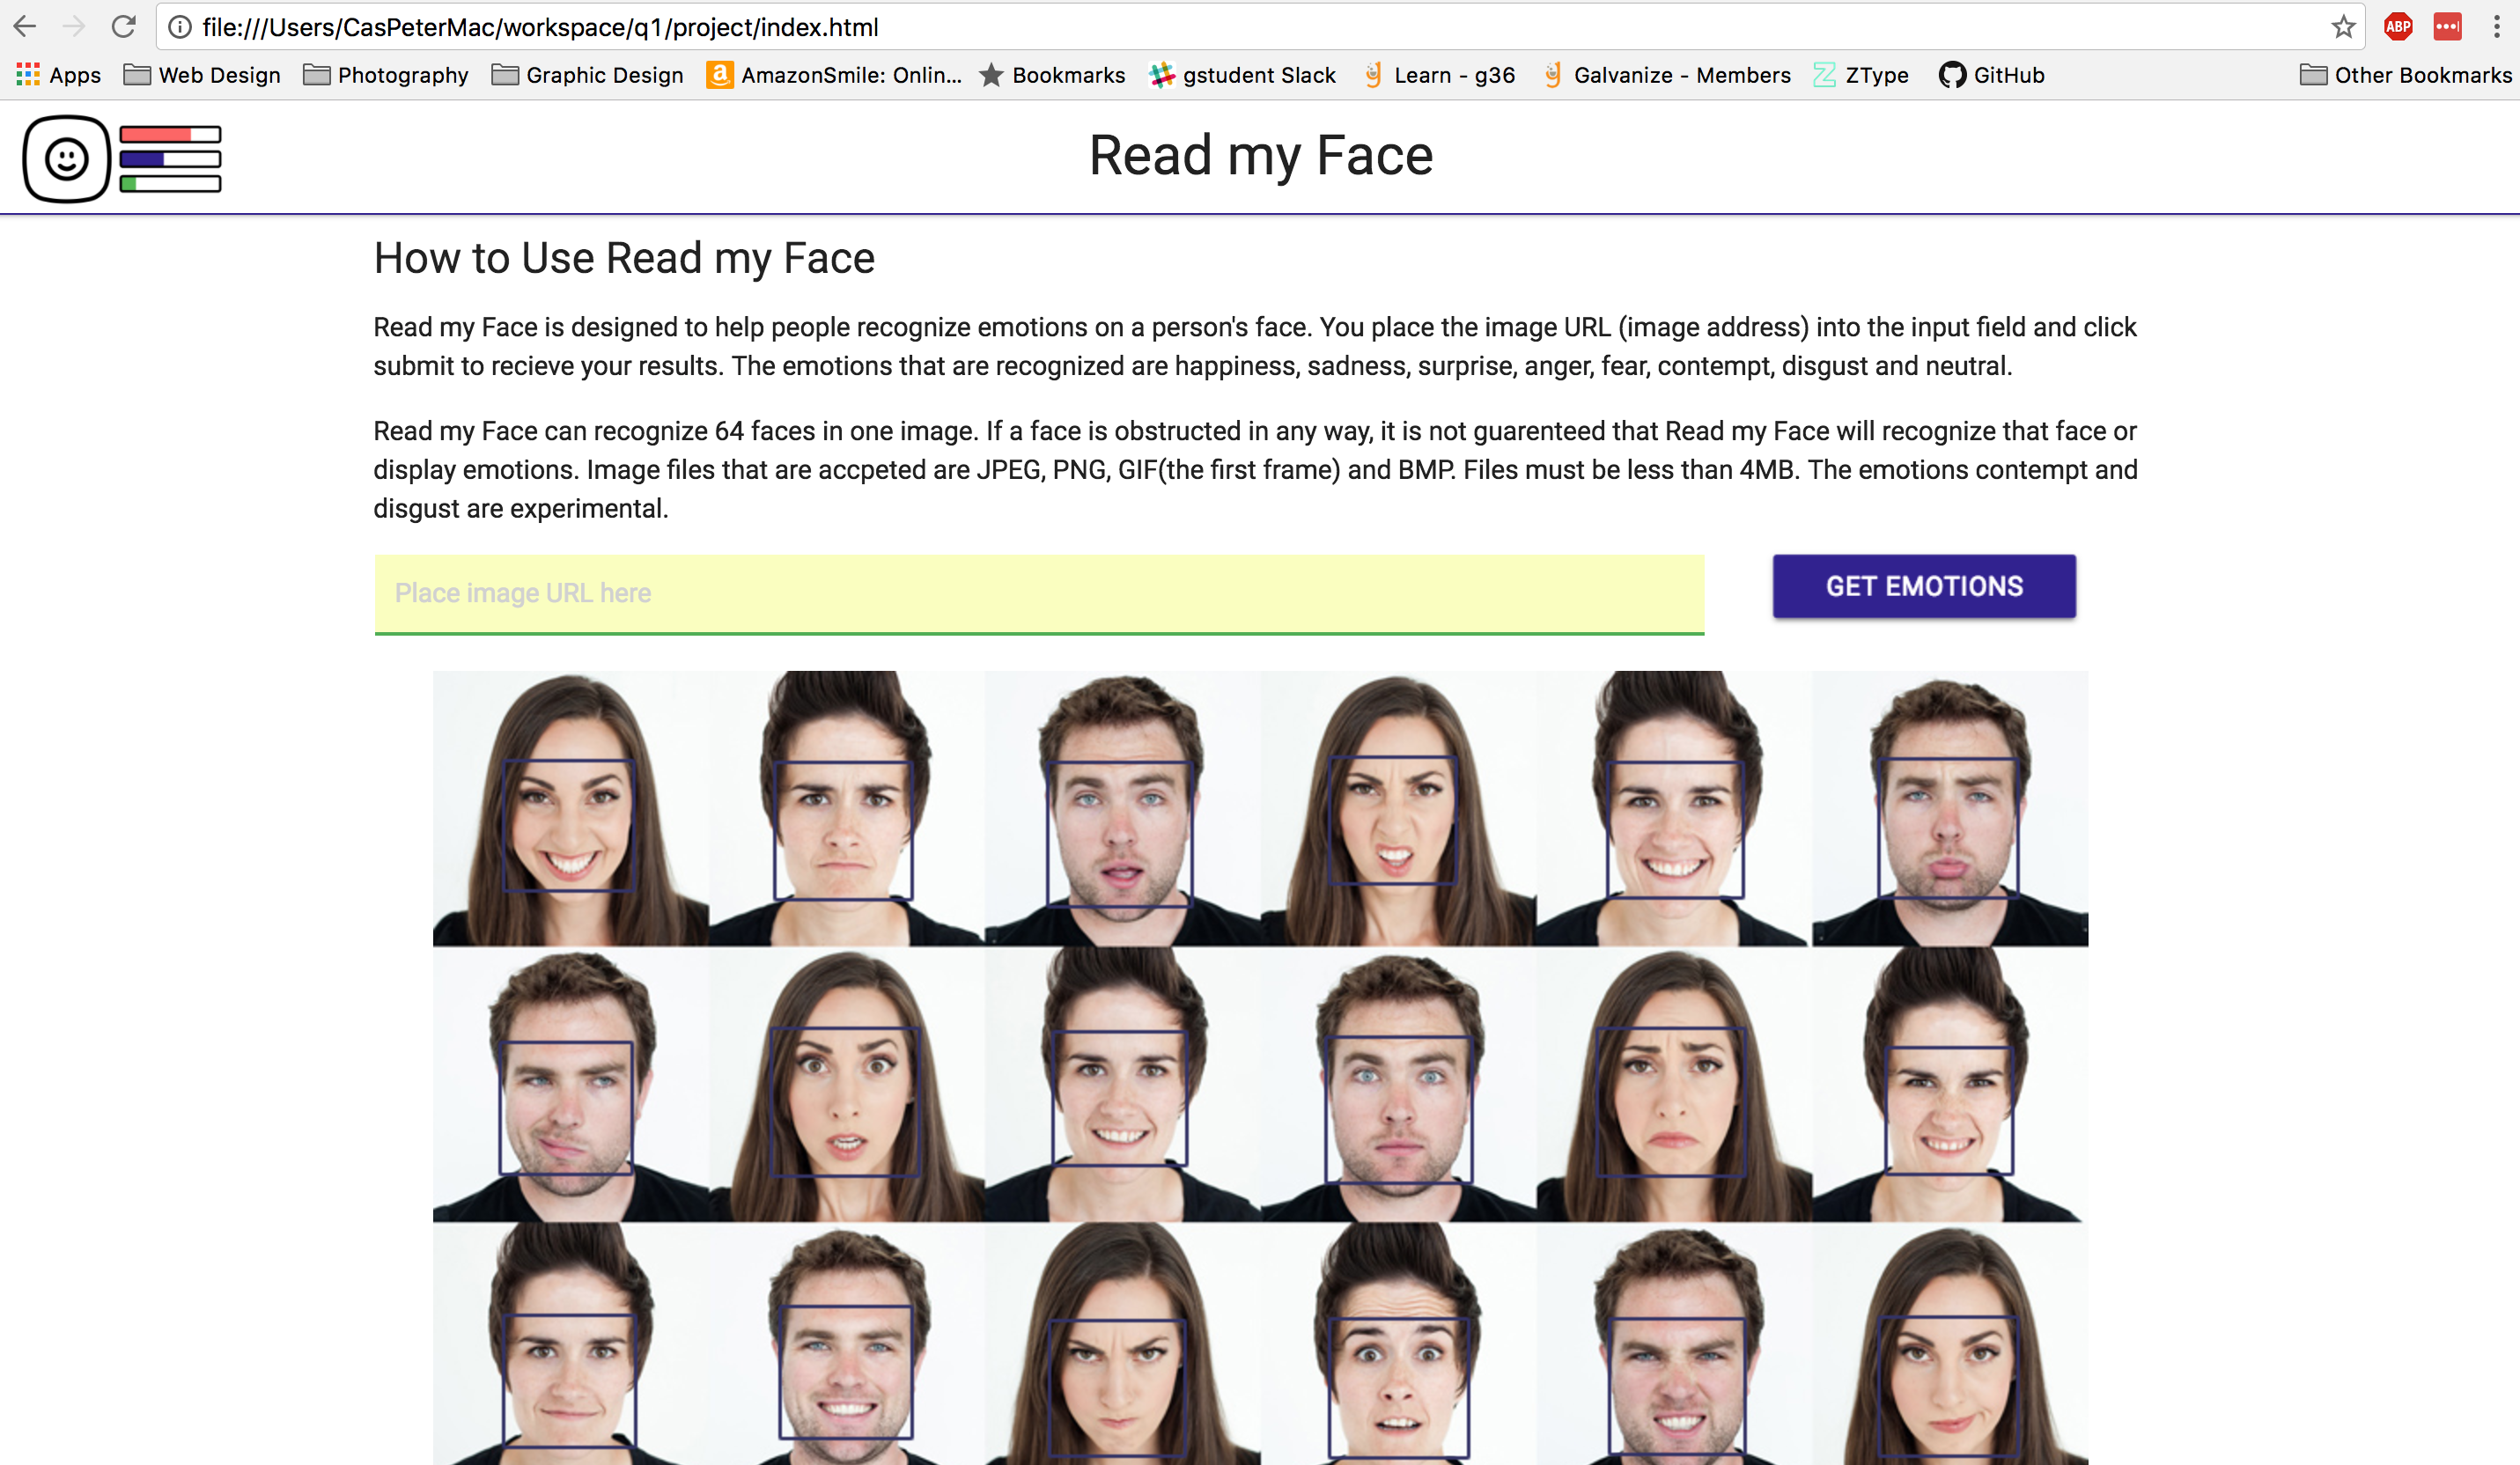 file:///Users/CasPeterMac/workspace/q1/project/index.html
ABP
Apps Web Design Photography Graphic Design AmazonSmile: Onlin... Bookmarks gstudent Slack Learn - g36 Galvanize - Members ZType GitHub Other Bookmarks
Read my Face
How to Use Read my Face
Read my Face is designed to help people recognize emotions on a person's face. You place the image URL (image address) into the input field and click
submit to recieve your results. The emotions that are recognized are happiness, sadness, surprise, anger, fear, contempt, disgust and neutral.
Read my Face can recognize 64 faces in one image. If a face is obstructed in any way, it is not guarenteed that Read my Face will recognize that face or
display emotions. Image files that are accpeted are JPEG, PNG, GIF(the first frame) and BMP. Files must be less than 4MB. The emotions contempt and
disgust are experimental.
Place image URL here
GET EMOTIONS